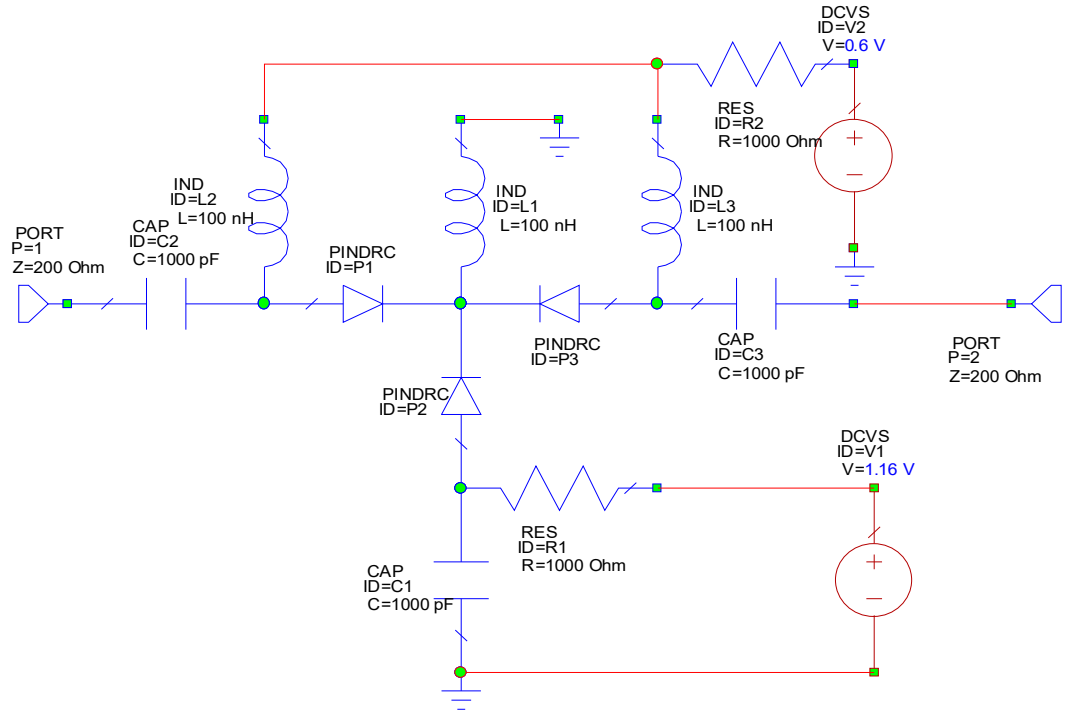 DCVS
ID=V2
V=0.6 V
RES
ID=R2
R=1000 Ohm
IND
ID=L2
L=100 nH
IND
ID=L1
L=100 nH
IND
ID=L3
L=100 nH
PORT
P=1
Z=200 Ohm
CAP
ID=C2
C=1000 pF
PINDRC
ID=P1
PINDRC
ID=P3
CAP
ID=C3
C=1000 pF
PORT
P=2
Z=200 Ohm
PINDRC
ID=P2
DCVS
ID=V1
V=1.16 V
RES
ID=R1
R=1000 Ohm
CAP
ID=C1
C=1000 pF
+
–
+
–